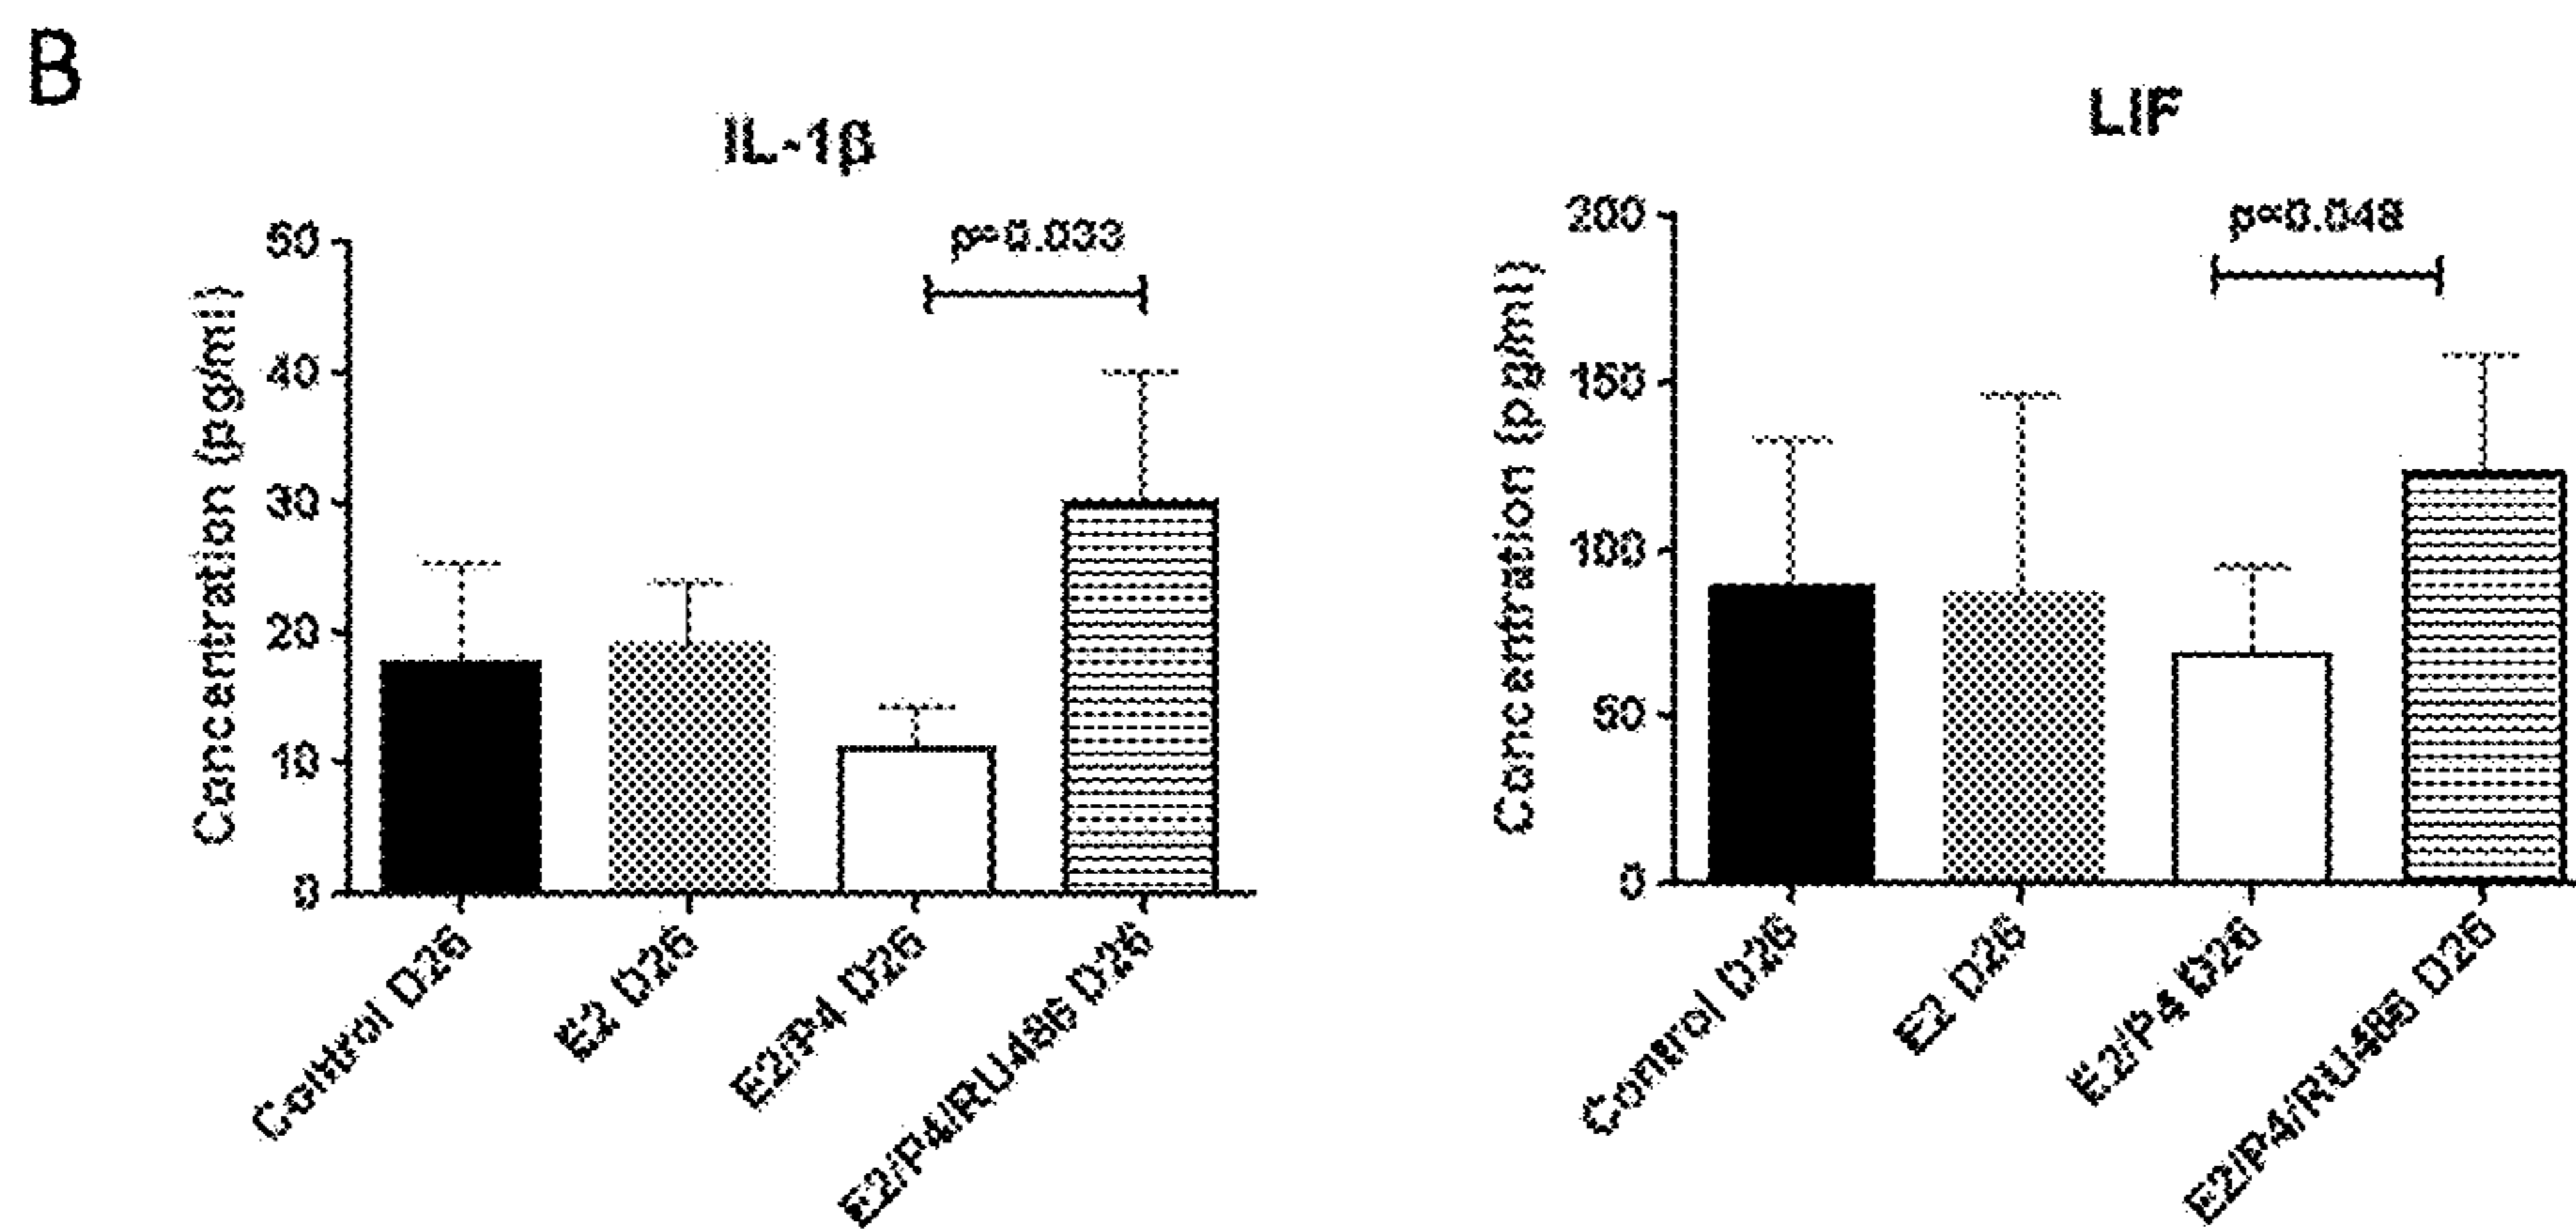 B
IL-1β
p=0.033
Concentration (pg/ml)
50
40
30
20
10
0
Control D26
E2 D26
E2/P4 D26
E2/P4/RU486 D26
LIF
p=0.048
Concentration (pg/ml)
200
150
100
50
0
Control D26
E2 D26
E2/P4 D26
E2/P4/RU486 D26